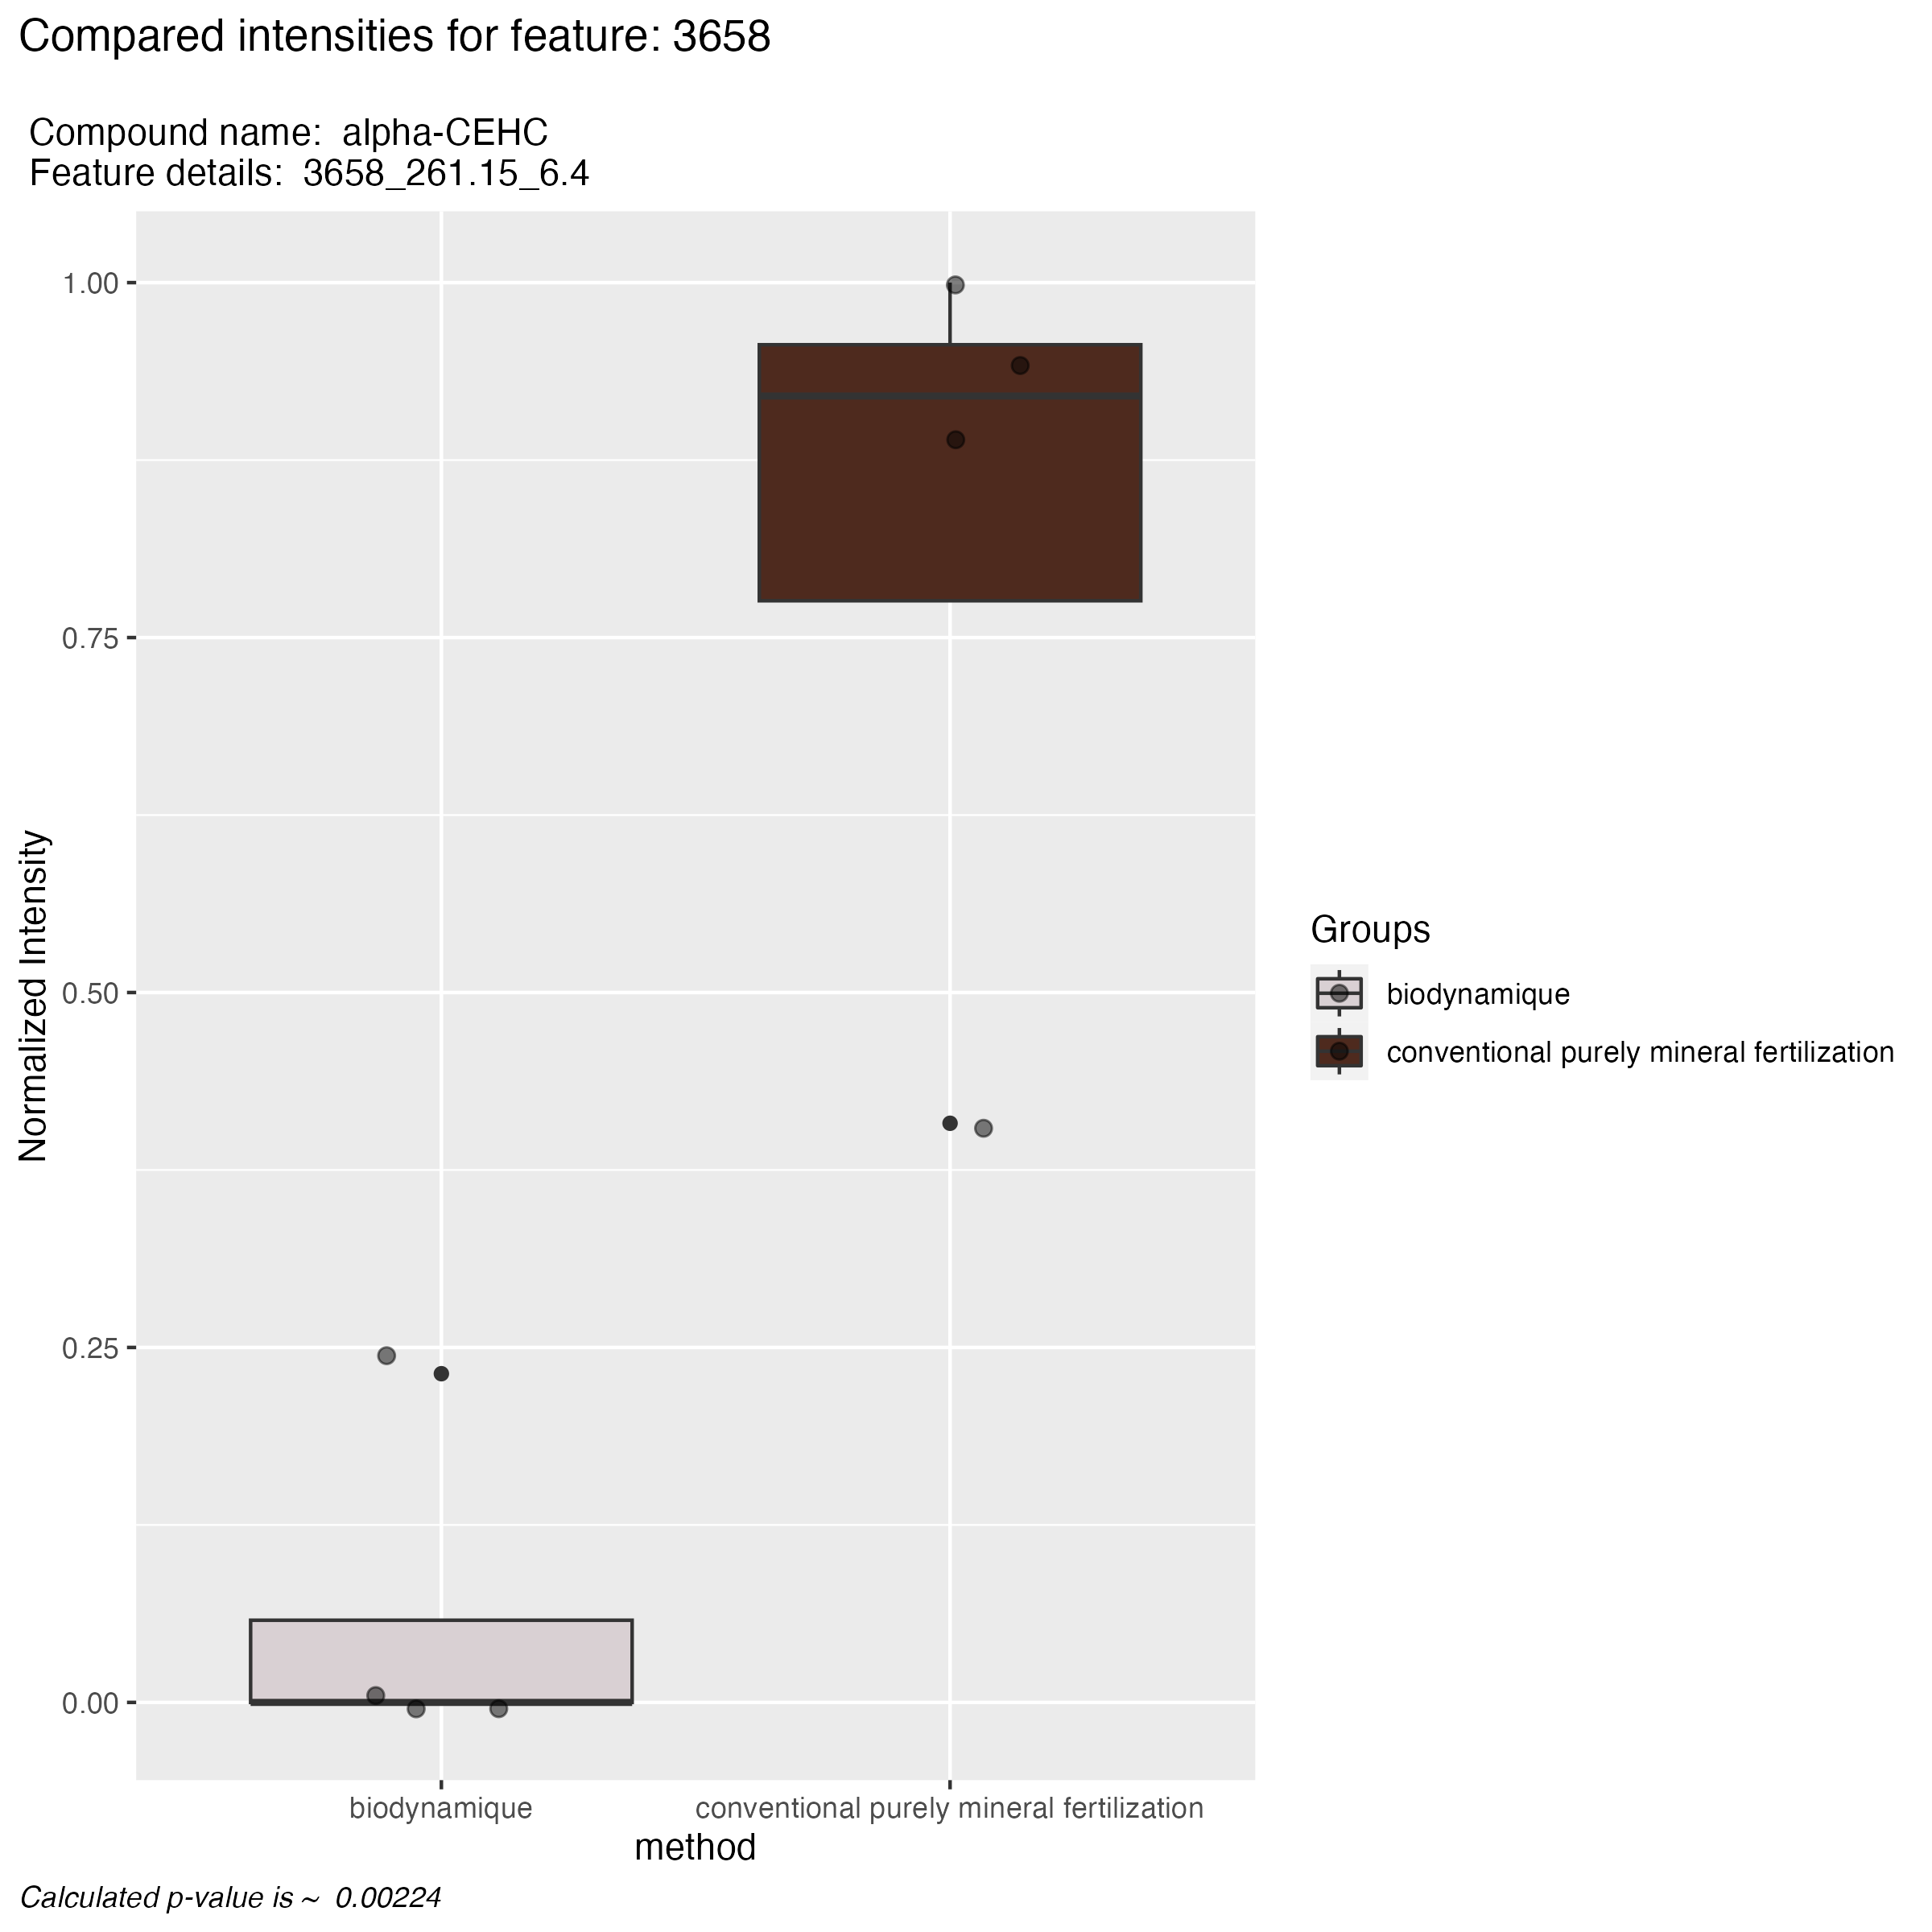 Compared intensities for feature: 3658
Compound name:  alpha-CEHC
Feature details:  3658_261.15_6.4
1.00
0.75
0.50
0.25
0.00
Normalized Intensity
biodynamique
conventional purely mineral fertilization
method
Groups
biodynamique
conventional purely mineral fertilization
Calculated p-value is ~  0.00224